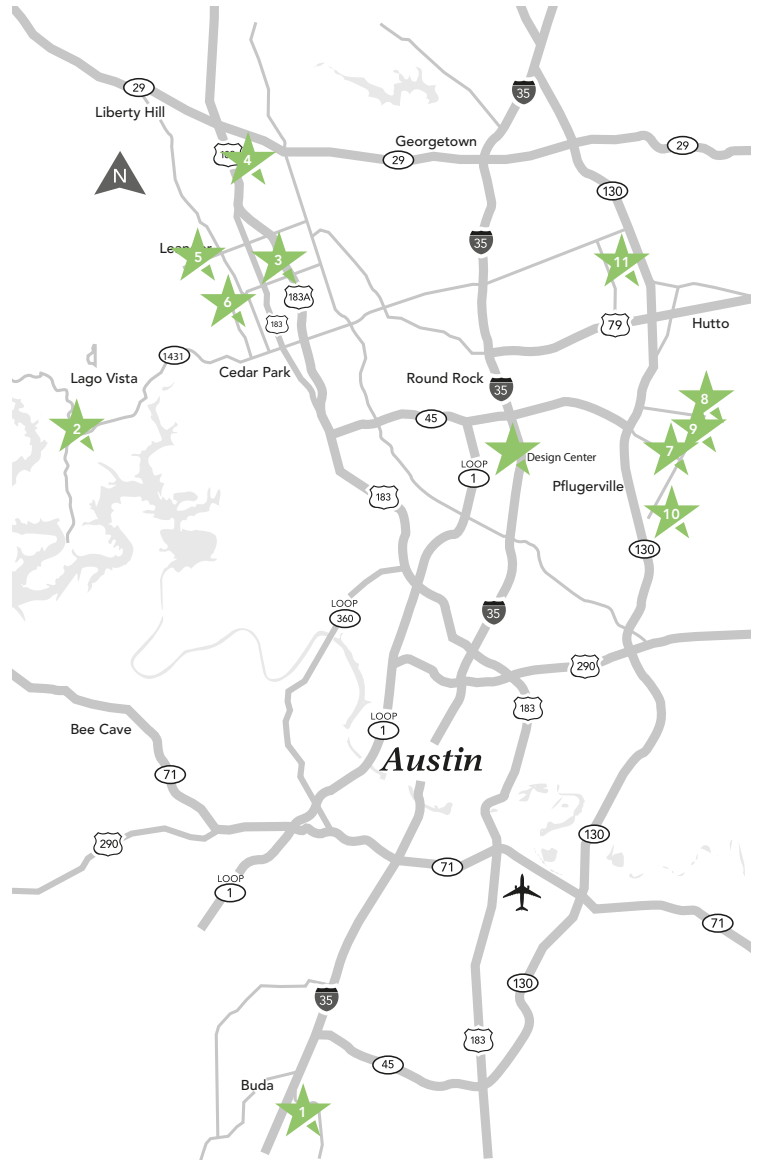 35
29
Liberty Hill
Georgetown
29
29
183
4
N
130
35
Leander
5
3
11
183A
6
183
79
Hutto
1431
Cedar Park
Lago Vista
Round Rock
35
8
2
45
9
7
Design Center
LOOP
1
Pflugerville
183
10
130
LOOP
360
35
290
183
LOOP
1
Bee Cave
Austin
71
290
130
71
LOOP
1
71
130
35
183
45
Buda
1